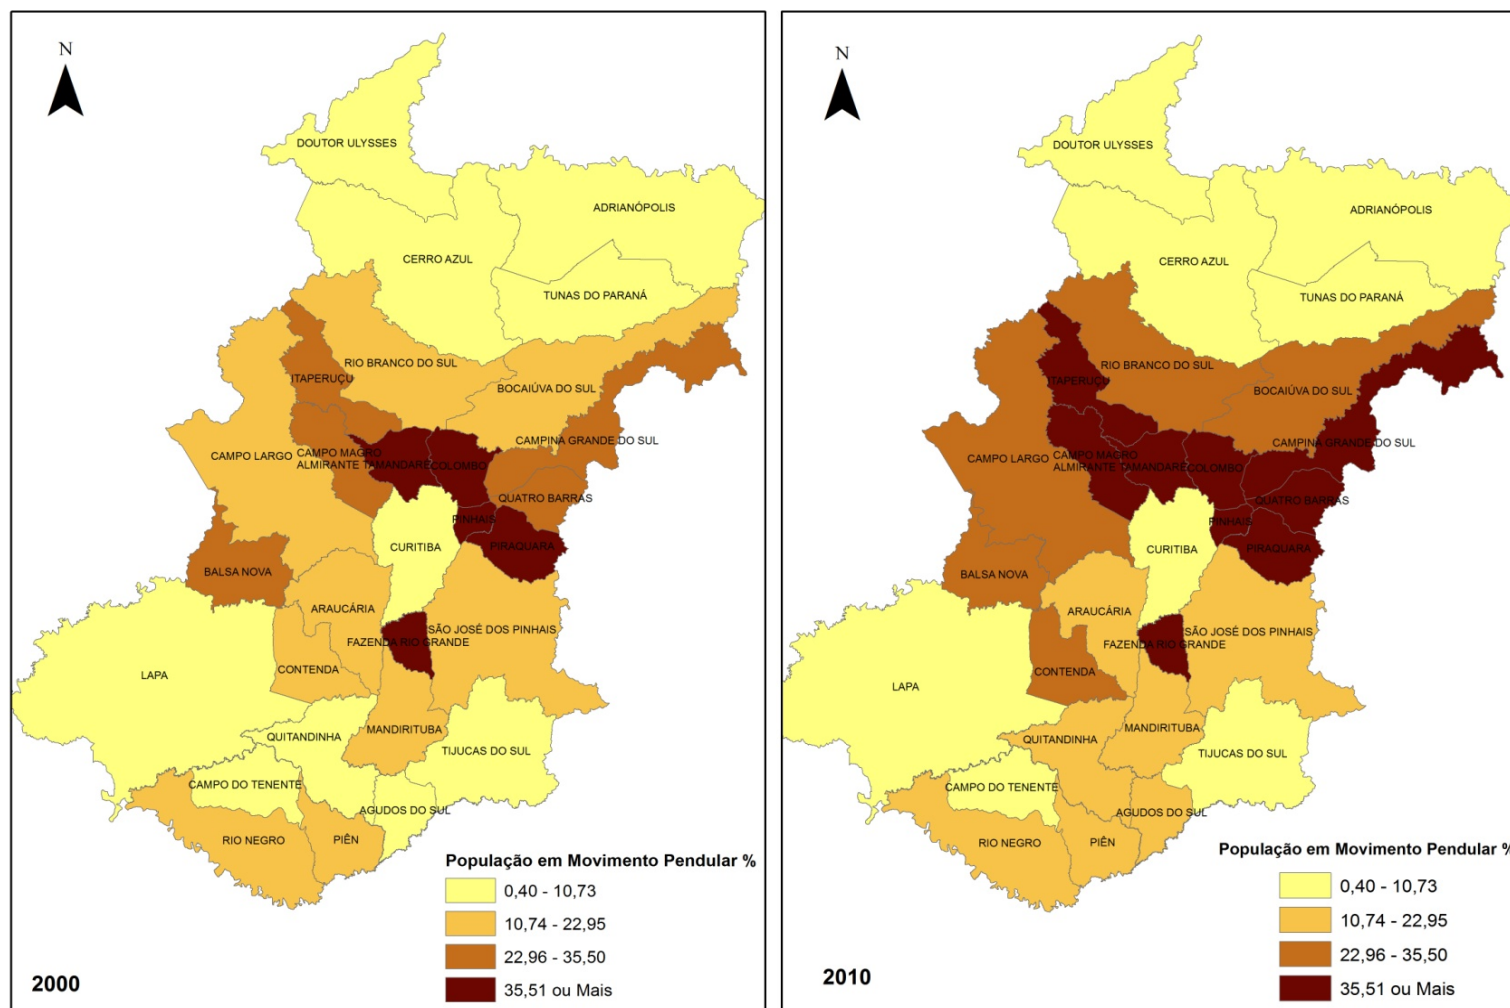 N
DOUTOR ULYSSES
ADRIANÓPOLIS
CERRO AZUL
TUNAS DO PARANÁ
RIO BRANCO DO SUL
ITAPERUÇU
BOCAIÚVA DO SUL
CAMPINA GRANDE DO SUL
CAMPO LARGO
CAMPO MAGRO
ALMIRANTE TAMANDARÉ
COLOMBO
QUATRO BARRAS
PINHAIS
CURITIBA
PIRAQUARA
BALSA NOVA
ARAUCÁRIA
SÃO JOSÉ DOS PINHAIS
FAZENDA RIO GRANDE
CONTENDA
LAPA
MANDIRITUBA
QUITANDINHA
TIJUCAS DO SUL
CAMPO DO TENENTE
AGUDOS DO SUL
RIO NEGRO
PIÊN
População em Movimento Pendular %
0,40 - 10,73
10,74 - 22,95
22,96 - 35,50
35,51 ou Mais
2000
N
DOUTOR ULYSSES
ADRIANÓPOLIS
CERRO AZUL
TUNAS DO PARANÁ
RIO BRANCO DO SUL
ITAPERUÇU
BOCAIÚVA DO SUL
CAMPINA GRANDE DO SUL
CAMPO LARGO
CAMPO MAGRO
ALMIRANTE TAMANDARÉ
COLOMBO
QUATRO BARRAS
PINHAIS
CURITIBA
PIRAQUARA
BALSA NOVA
ARAUCÁRIA
SÃO JOSÉ DOS PINHAIS
FAZENDA RIO GRANDE
CONTENDA
LAPA
MANDIRITUBA
QUITANDINHA
TIJUCAS DO SUL
CAMPO DO TENENTE
AGUDOS DO SUL
RIO NEGRO
PIÊN
População em Movimento Pendular %
0,40 - 10,73
10,74 - 22,95
22,96 - 35,50
35,51 ou Mais
2010